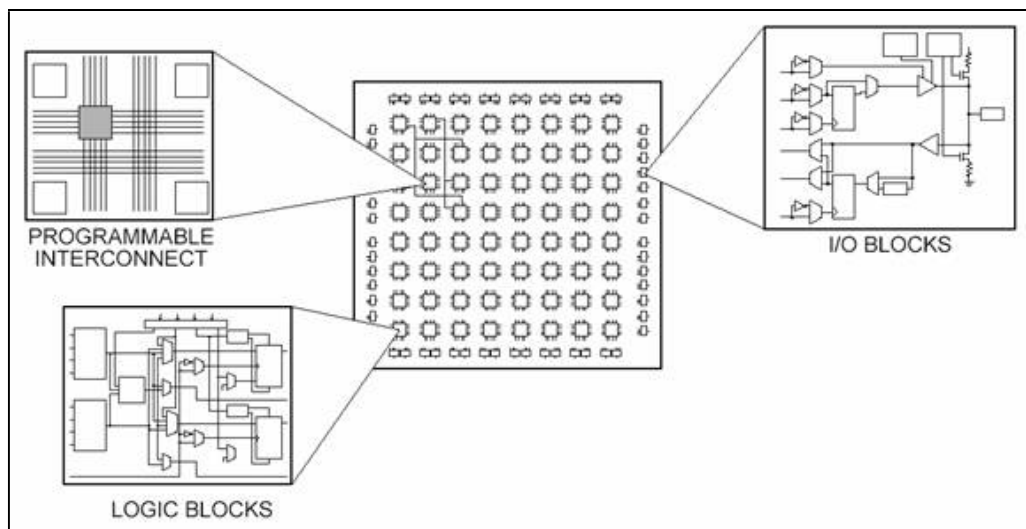 PROGRAMMABLE
INTERCONNECT
I/O BLOCKS
LOGIC BLOCKS